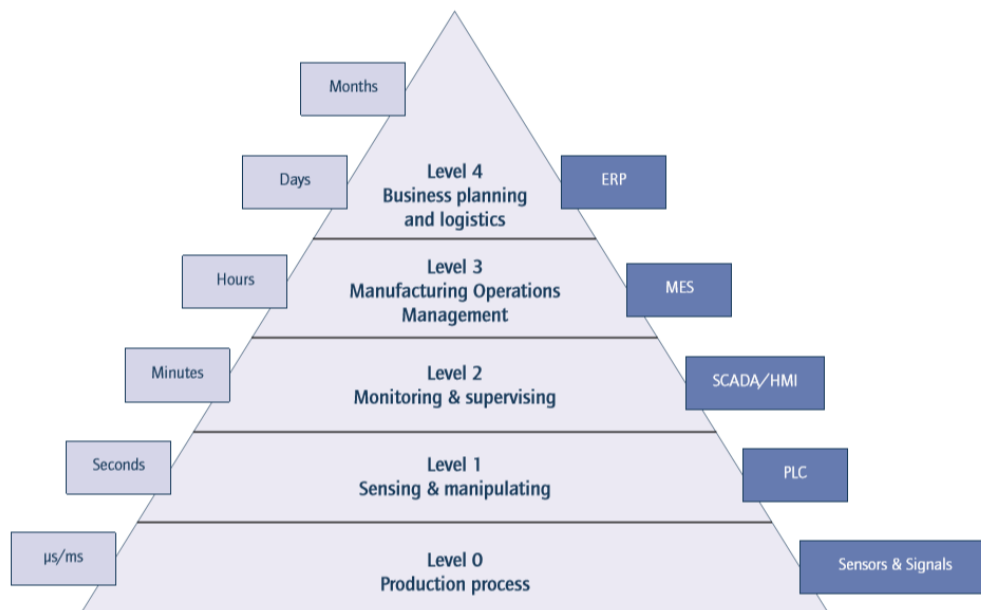 Months
Days
Level 4
Business planning
and logistics
ERP
Hours
Level 3
Manufacturing Operations
Management
MES
Minutes
Level 2
Monitoring & supervising
SCADA/HMI
Seconds
Level 1
Sensing & manipulating
PLC
µs/ms
Level 0
Production process
Sensors & Signals